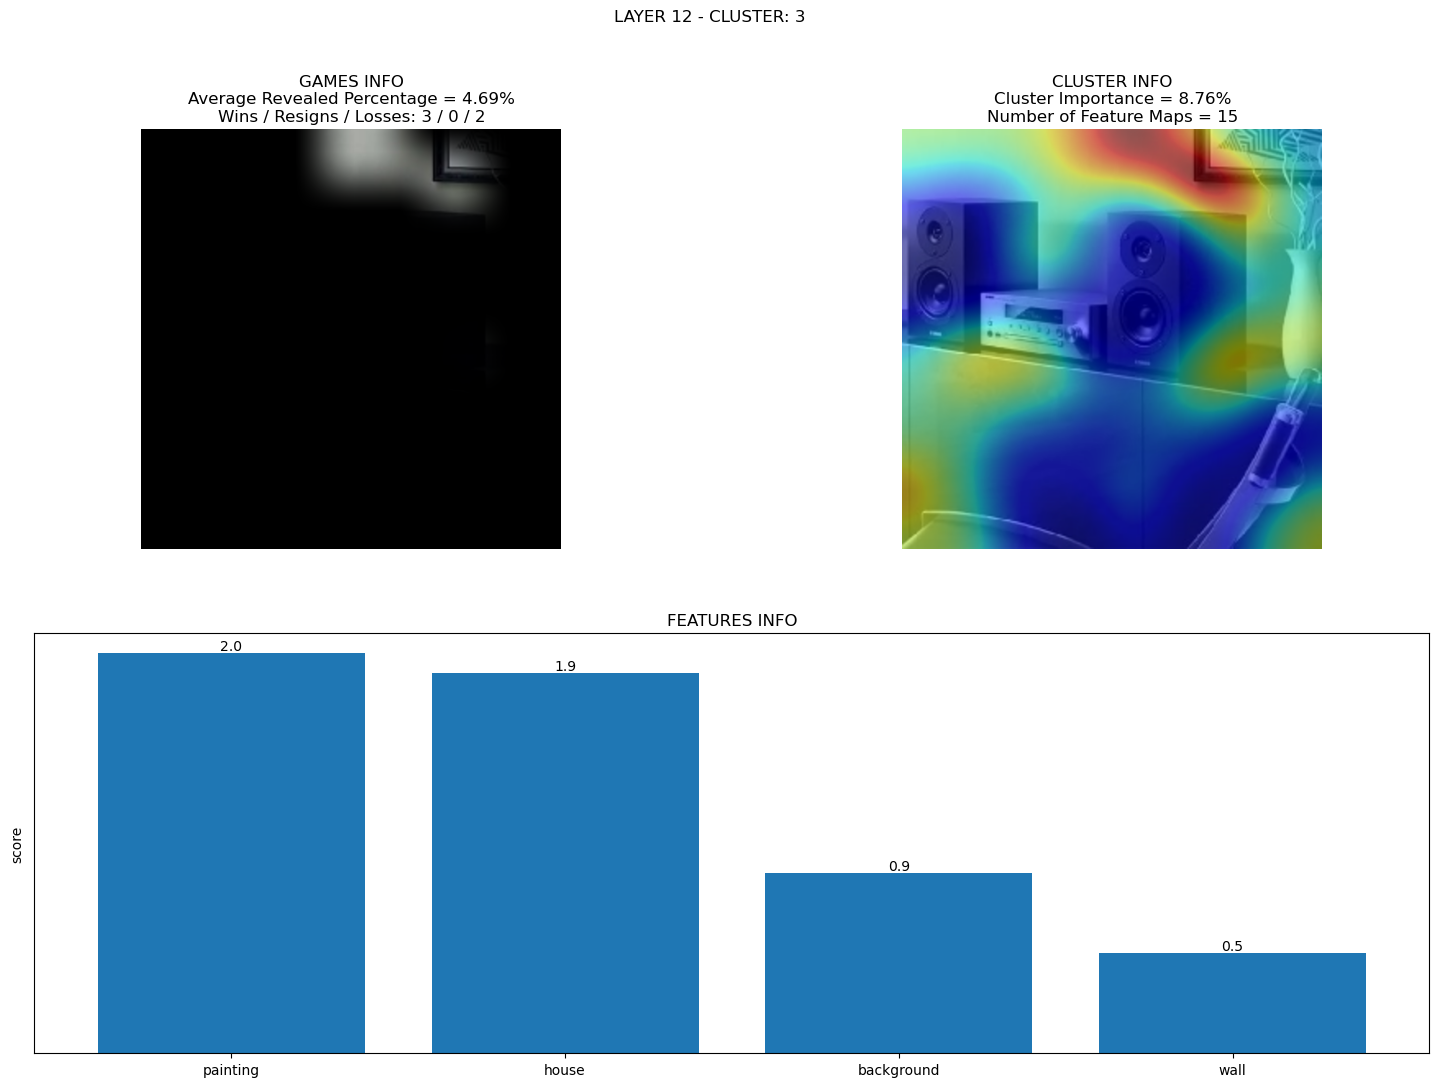 LAYER 12 - CLUSTER: 3
GAMES INFO
Average Revealed Percentage = 4.69%
Wins / Resigns / Losses: 3 / 0 / 2
CLUSTER INFO
Cluster Importance = 8.76%
Number of Feature Maps = 15
FEATURES INFO
score
2.0
1.9
0.9
0.5
painting
house
background
wall